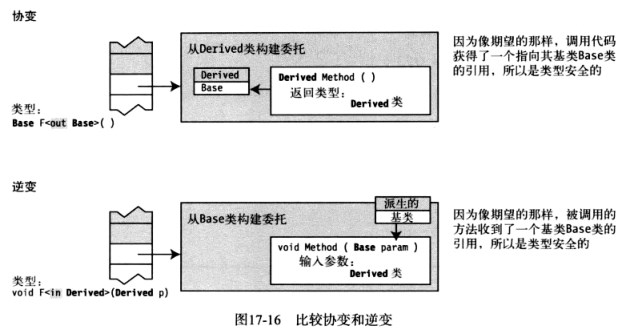 协变
从Derived类构建委托
Derived
Base
Derived Method ( )
返回类型:
Derived 类
因为像期望的那样，调用代码
获得了一个指向其基类Base类
的引用，所以是类型安全的
类型:
Base F<out Base>( )
逆变
从Base类构建委托
派生的
基类
void Method ( Base param )
输入参数:
Derived 类
因为像期望的那样，被调用的
方法收到了一个基类Base类的
引用，所以是类型安全的
类型:
void F<in Derived>(Derived p)
图17-16 比较协变和逆变